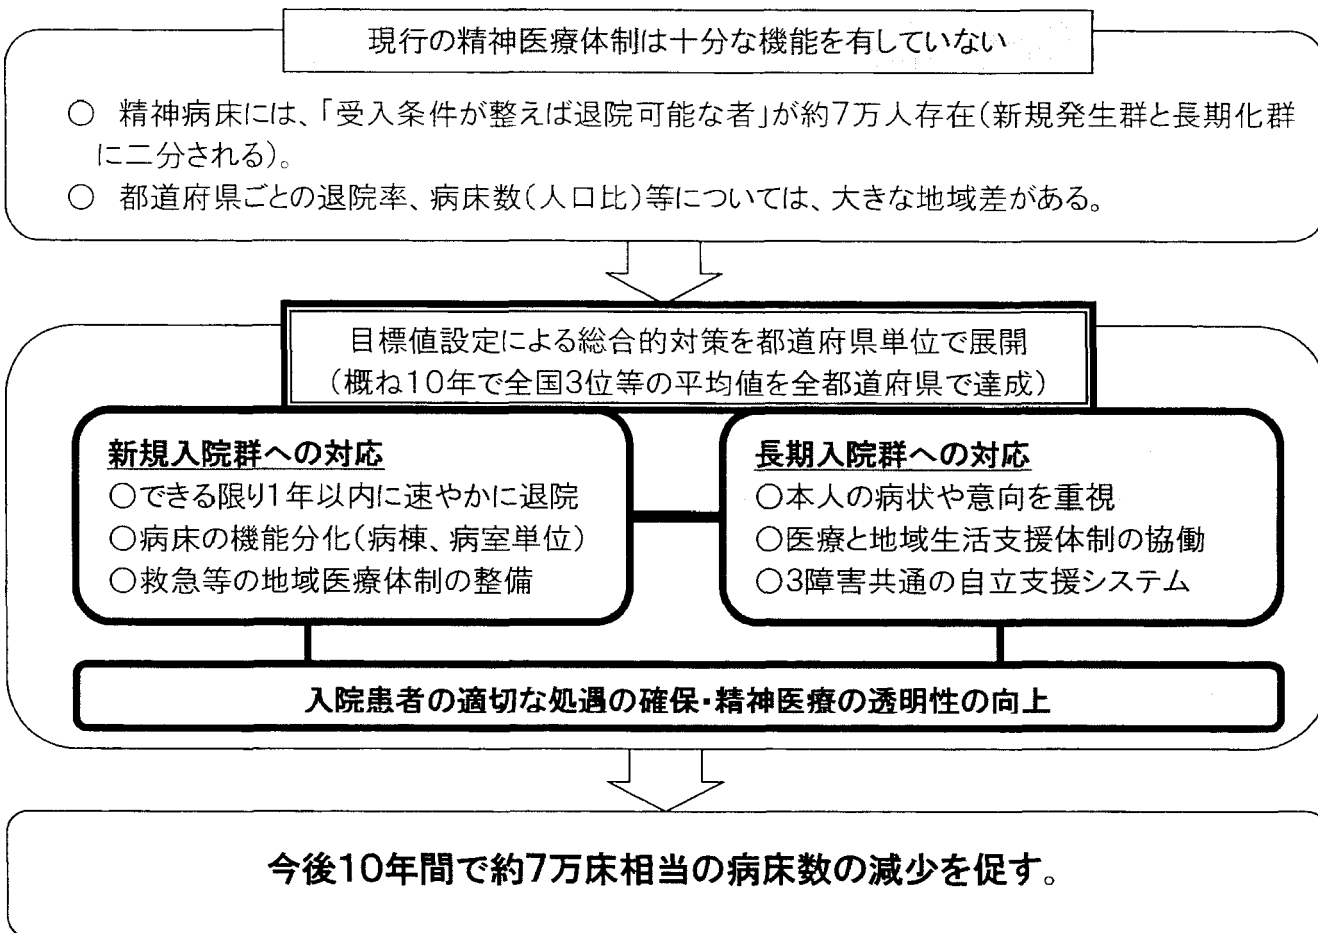 現行の精神医療体制は十分な機能を有していない
○ 精神病床には、「受入条件が整えば退院可能な者」が約7万人存在(新規発生群と長期化群
に二分される)。
○ 都道府県ごとの退院率、病床数(人口比)等については、大きな地域差がある。
目標値設定による総合的対策を都道府県単位で展開
(概ね10年で全国3位等の平均値を全都道府県で達成)
新規入院群への対応
○できる限り1年以内に速やかに退院
○病床の機能分化(病棟、病室単位)
○救急等の地域医療体制の整備
長期入院群への対応
○本人の病状や意向を重視
○医療と地域生活支援体制の協働
○3障害共通の自立支援システム
入院患者の適切な処遇の確保・精神医療の透明性の向上
今後10年間で約7万床相当の病床数の減少を促す。